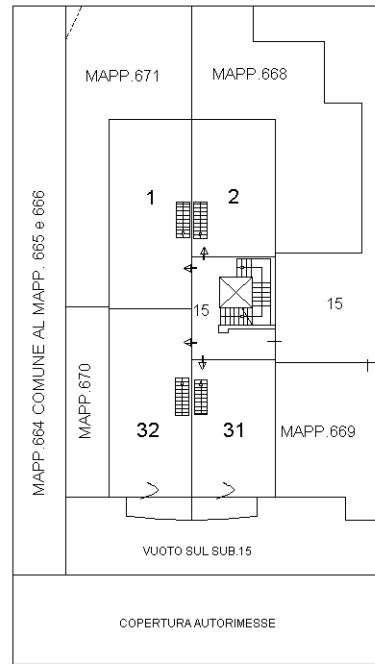 MAPP.671
MAPP.668
MAPP.664 COMUNE AL MAPP. 665 e 666
1
2
15
15
MAPP.670
32
31
MAPP.669
VUOTO SUL SUB.15
COPERTURA AUTORIMESSE